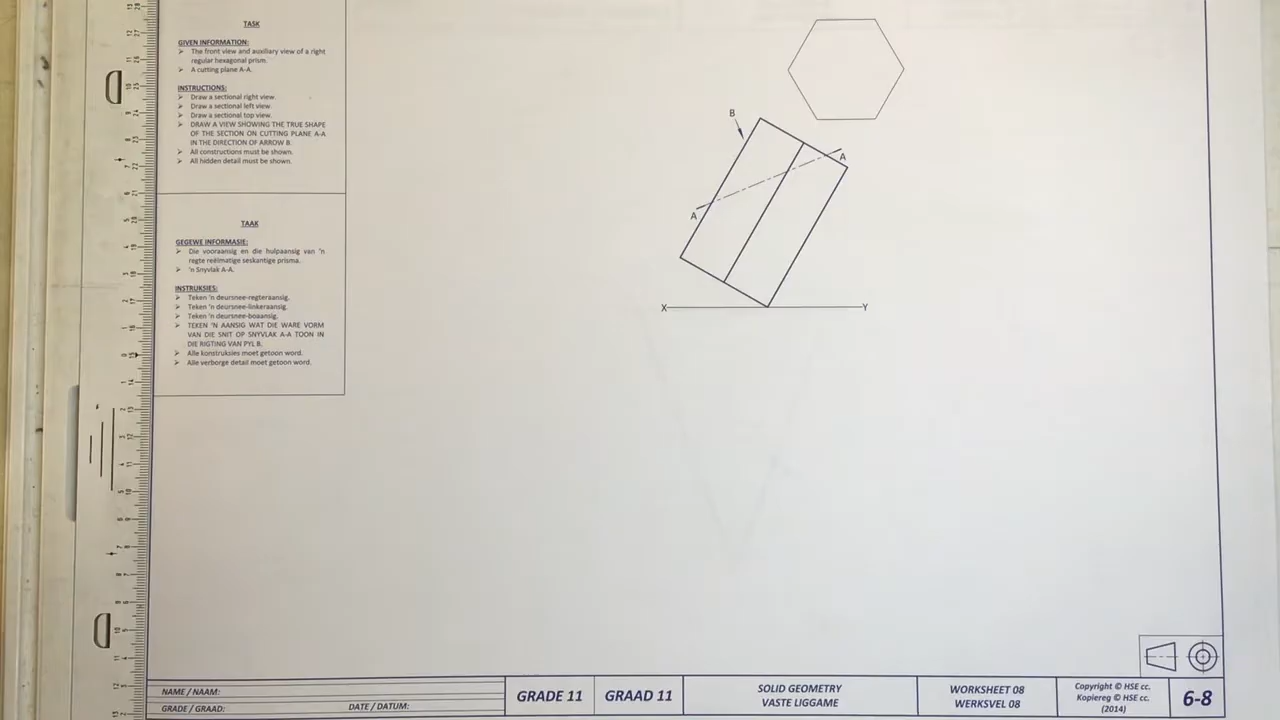 TASK
GIVEN INFORMATION:
➢ The front view and auxiliary view of a right
regular hexagonal prism.
➢ A cutting plane A-A.
INSTRUCTIONS:
➢ Draw a sectional right view.
➢ Draw a sectional left view.
➢ Draw a sectional top view.
➢ DRAW A VIEW SHOWING THE TRUE SHAPE
OF THE SECTION ON CUTTING PLANE A-A
IN THE DIRECTION OF ARROW B.
➢ All constructions must be shown.
➢ All hidden detail must be shown.
TAAK
GEGEWE INFORMASIE:
➢ Die vooraansig en die hulpaansig van 'n
regte reëlmatige seskantige prisma.
➢ 'n Snyvlak A-A.
INSTRUKSIES:
➢ Teken 'n deursnee-regteraansig.
➢ Teken 'n deursnee-linkeraansig.
➢ Teken 'n deursnee-boaansig.
➢ TEKEN 'N AANSIG WAT DIE WARE VORM
VAN DIE SNIT OP SNYVLAK A-A TOON IN
DIE RIGTING VAN PYL B.
➢ Alle konstruksies moet getoon word.
➢ Alle verborge detail moet getoon word.
B
A
A
X
Y
NAME / NAAM:
GRADE / GRAAD:
DATE / DATUM:
GRADE 11
GRAAD 11
SOLID GEOMETRY
VASTE LIGGAME
WORKSHEET 08
WERKSVEL 08
Copyright © HSE cc.
Kopiereg © HSE cc.
(2014)
6-8